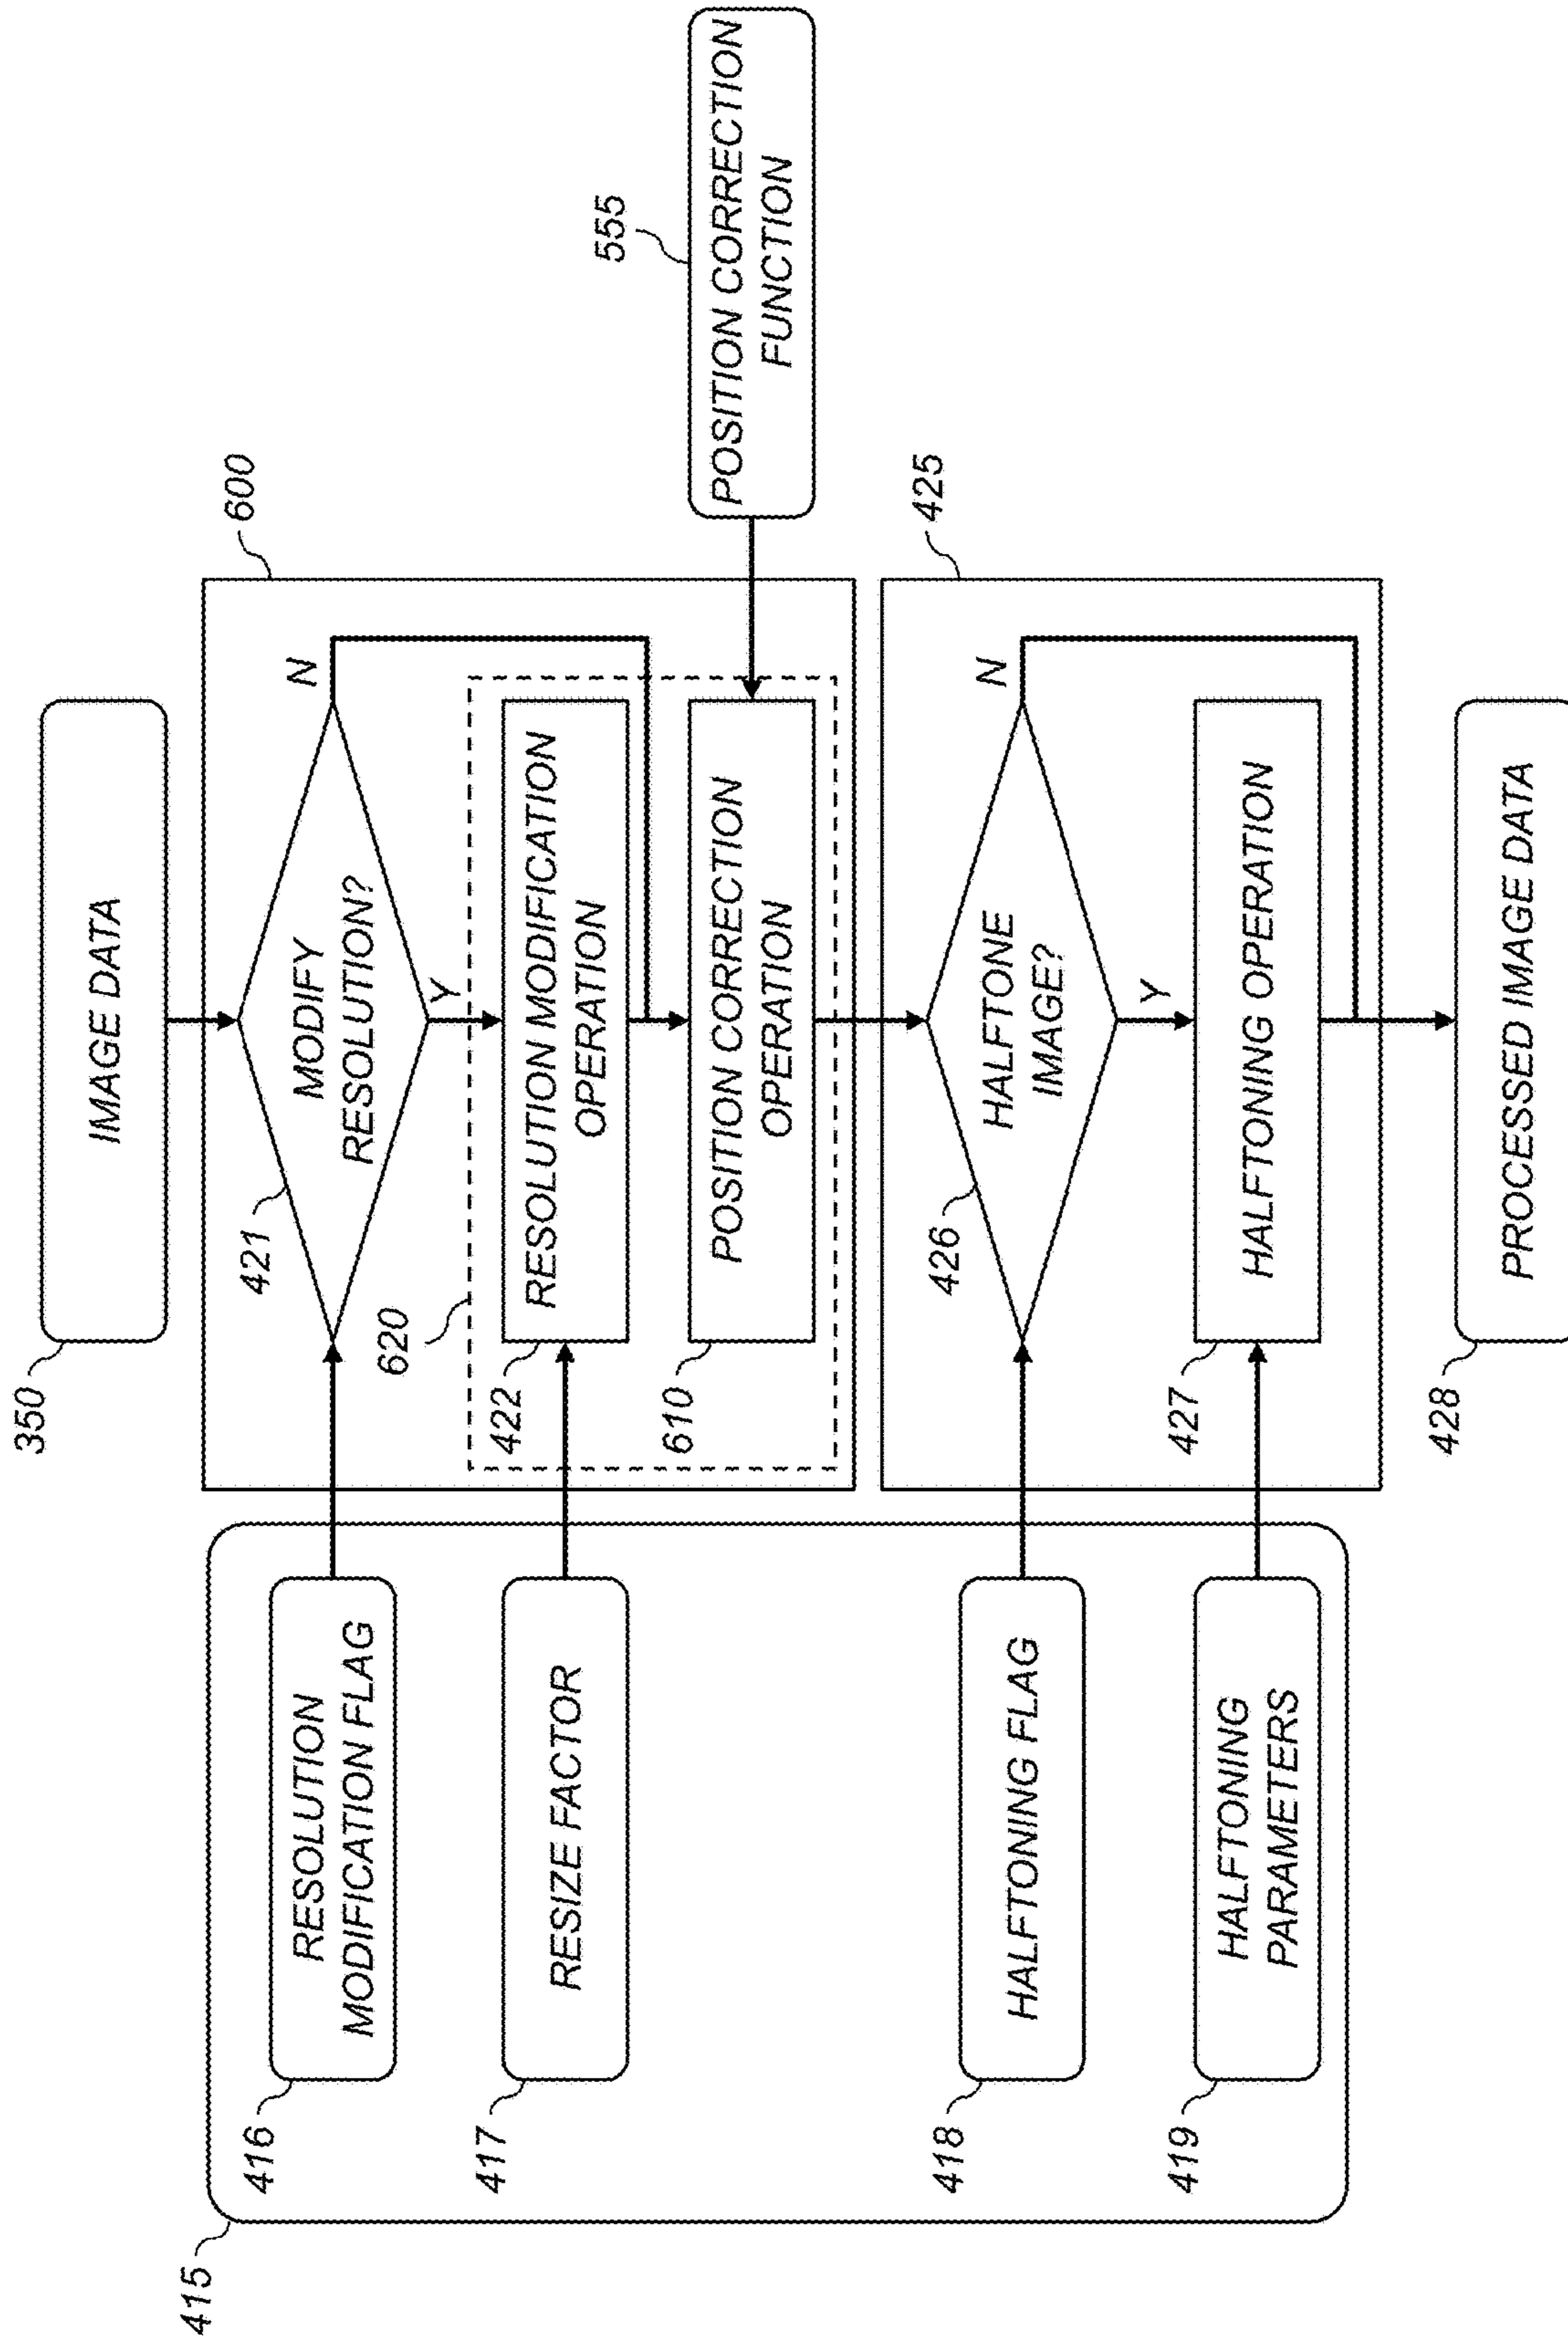 350
IMAGE DATA
600
421
MODIFY
RESOLUTION?
N
Y
620
422
RESOLUTION MODIFICATION
OPERATION
610
POSITION CORRECTION
OPERATION
555
POSITION CORRECTION
FUNCTION
415
416
RESOLUTION
MODIFICATION FLAG
417
RESIZE FACTOR
418
HALFTONING FLAG
419
HALFTONING
PARAMETERS
425
426
HALFTONE
IMAGE?
N
Y
427
HALFTONING OPERATION
428
PROCESSED IMAGE DATA